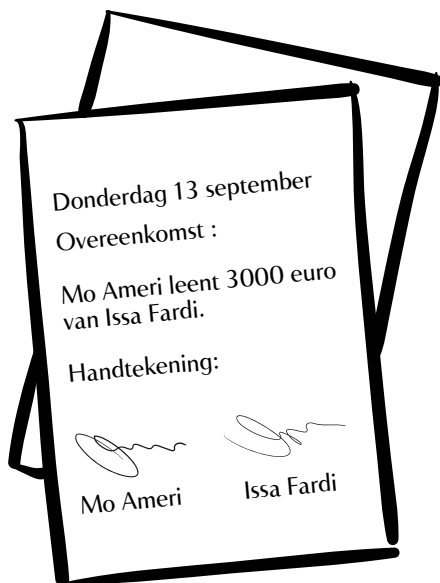 Donderdag 13 september
Overeenkomst :
Mo Ameri leent 3000 euro
van Issa Fardi.
Handtekening:
Mo Ameri Issa Fardi